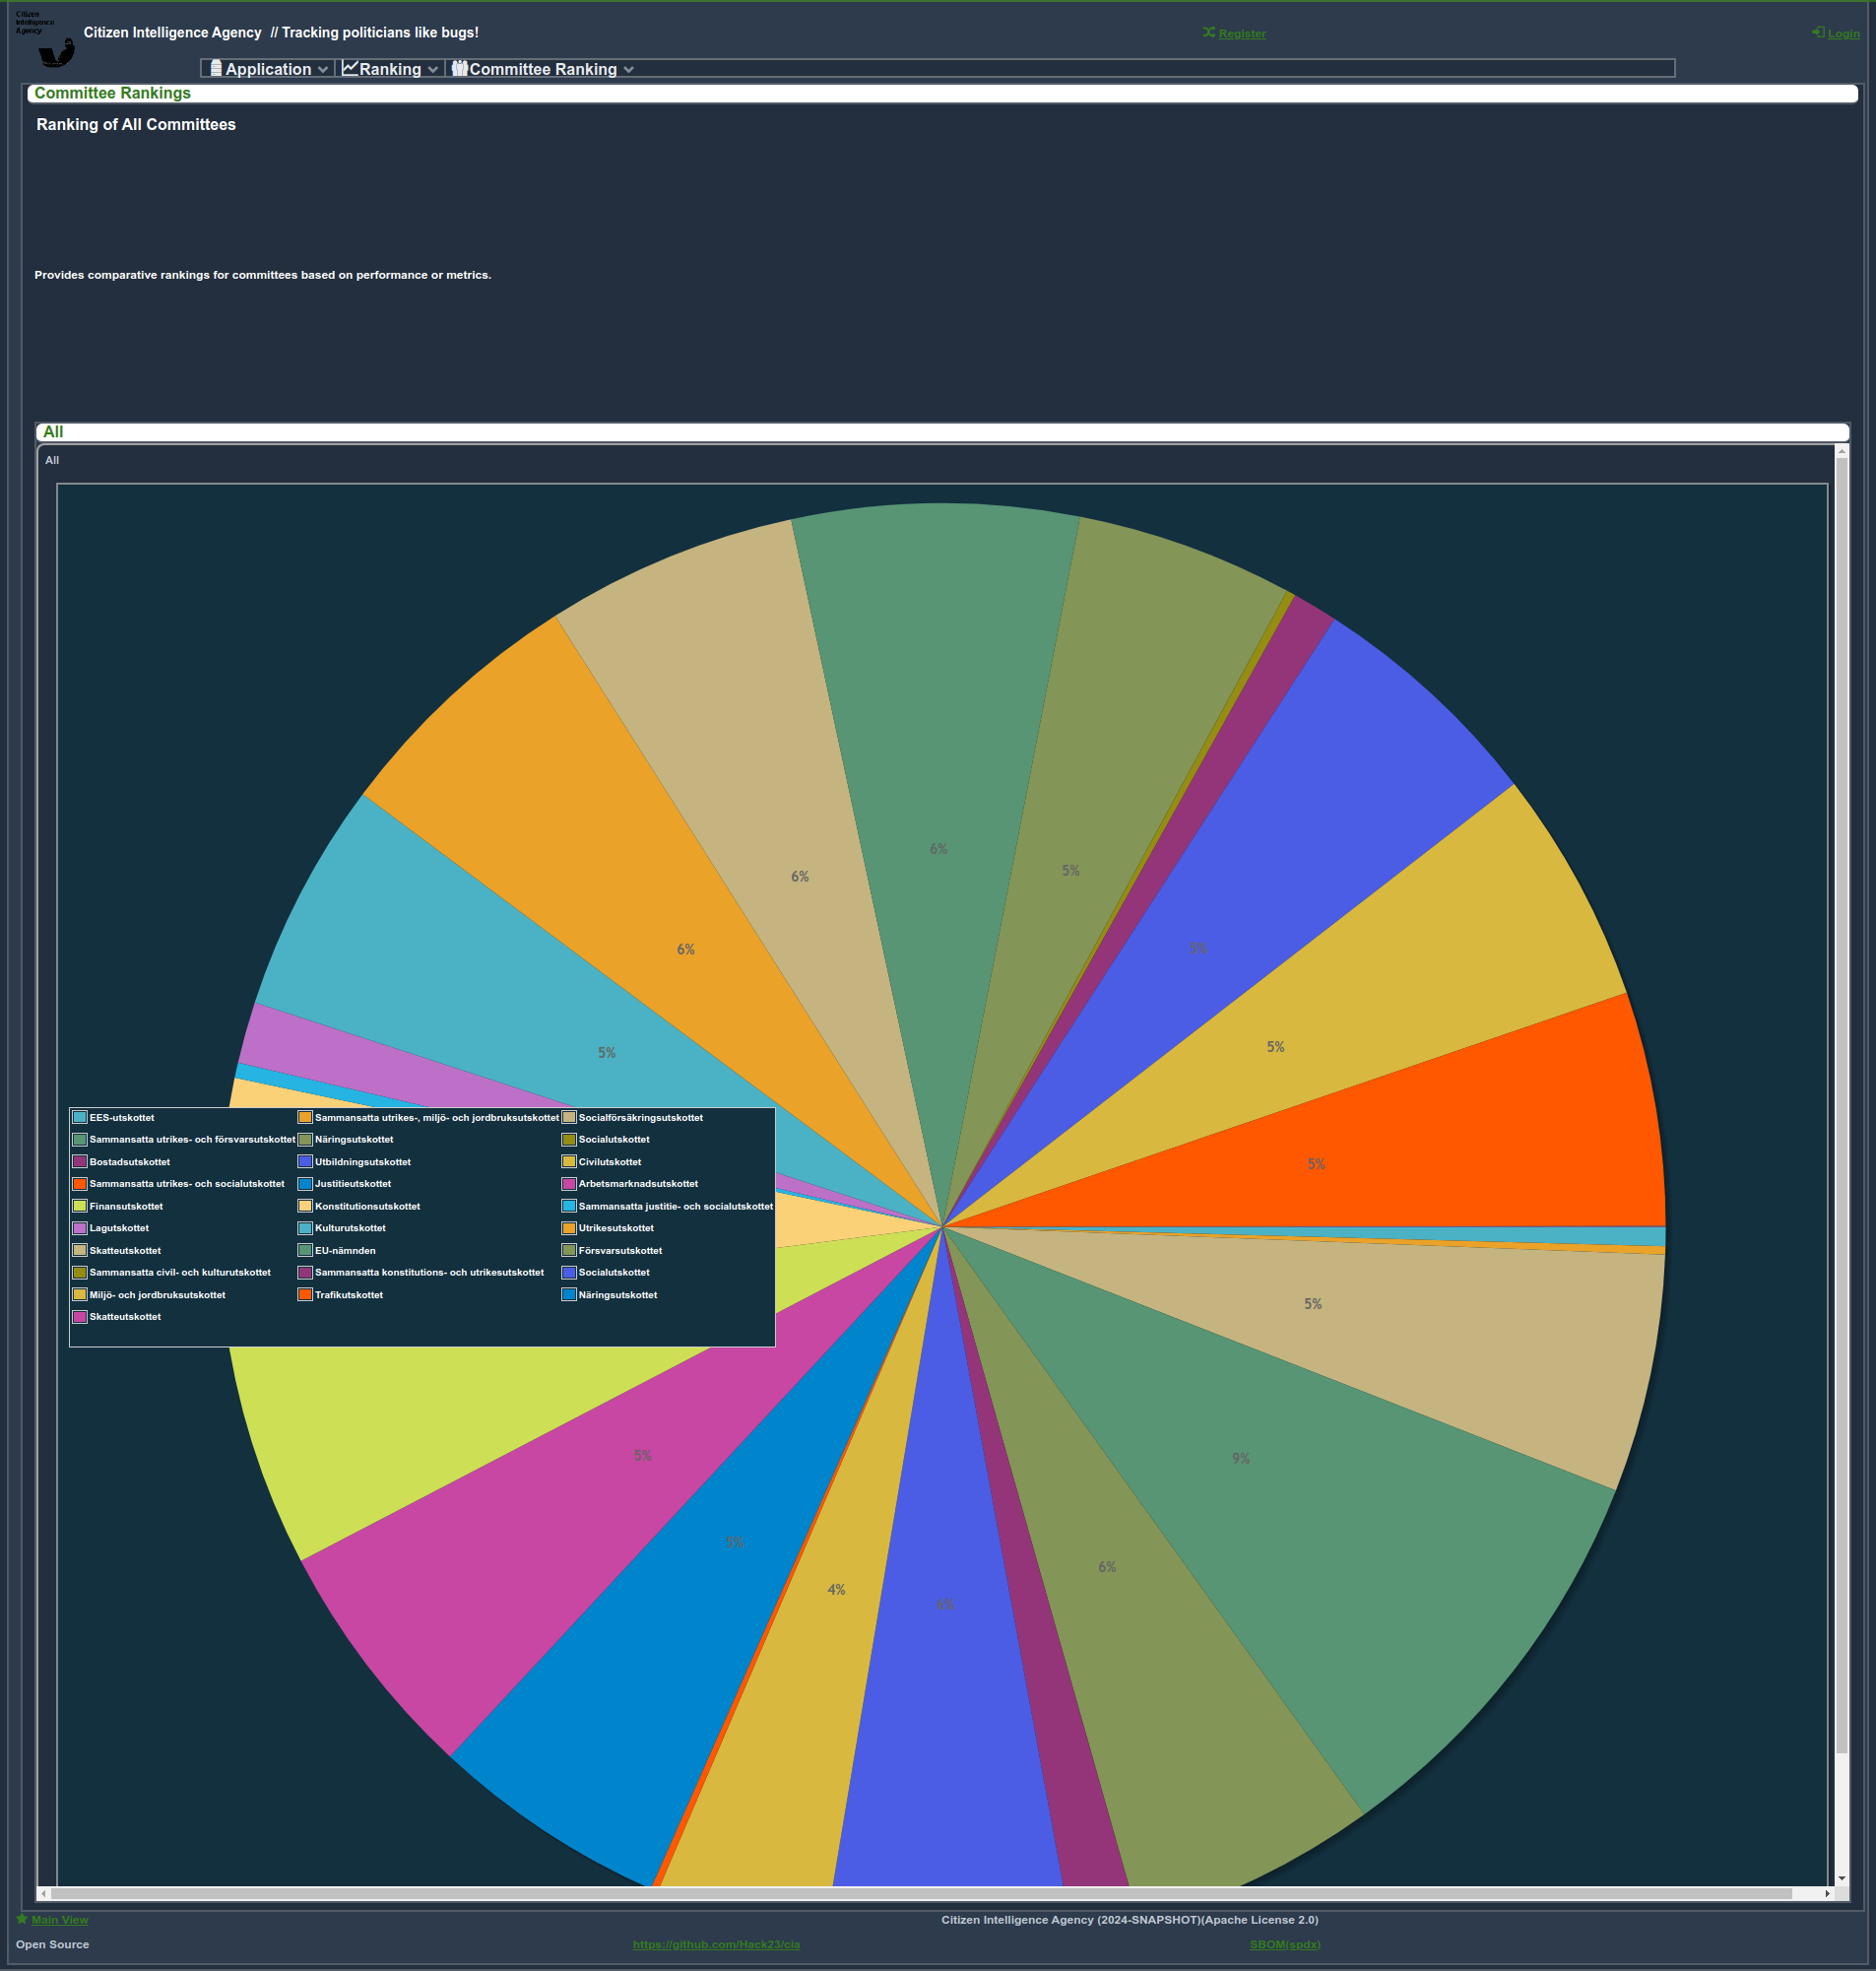 Citizen
Intelligence
Agency
Citizen Intelligence Agency // Tracking politicians like bugs!
Register
Login
Application
Ranking
Committee Ranking
Committee Rankings
Ranking of All Committees
Provides comparative rankings for committees based on performance or metrics.
All
All
6%
5%
6%
6%
5%
5%
5%
5%
EES-utskottet
Sammansatta utrikes-, miljö- och jordbruksutskottet
Socialförsäkringsutskottet
Sammansatta utrikes- och försvarsutskottet
Näringsutskottet
Socialutskottet
Bostadsutskottet
Utbildningsutskottet
Civilutskottet
Sammansatta utrikes- och socialutskottet
Justitieutskottet
Arbetsmarknadsutskottet
Finansutskottet
Konstitutionsutskottet
Sammansatta justitie- och socialutskottet
Lagutskottet
Kulturutskottet
Utrikesutskottet
Skatteutskottet
EU-nämnden
Försvarsutskottet
Sammansatta civil- och kulturutskottet
Sammansatta konstitutions- och utrikesutskottet
Socialutskottet
Miljö- och jordbruksutskottet
Trafikutskottet
Näringsutskottet
Skatteutskottet
5%
5%
9%
5%
6%
4%
6%
Main View
Citizen Intelligence Agency (2024-SNAPSHOT)(Apache License 2.0)
Open Source
https://github.com/Hack23/cia
SBOM(spdx)